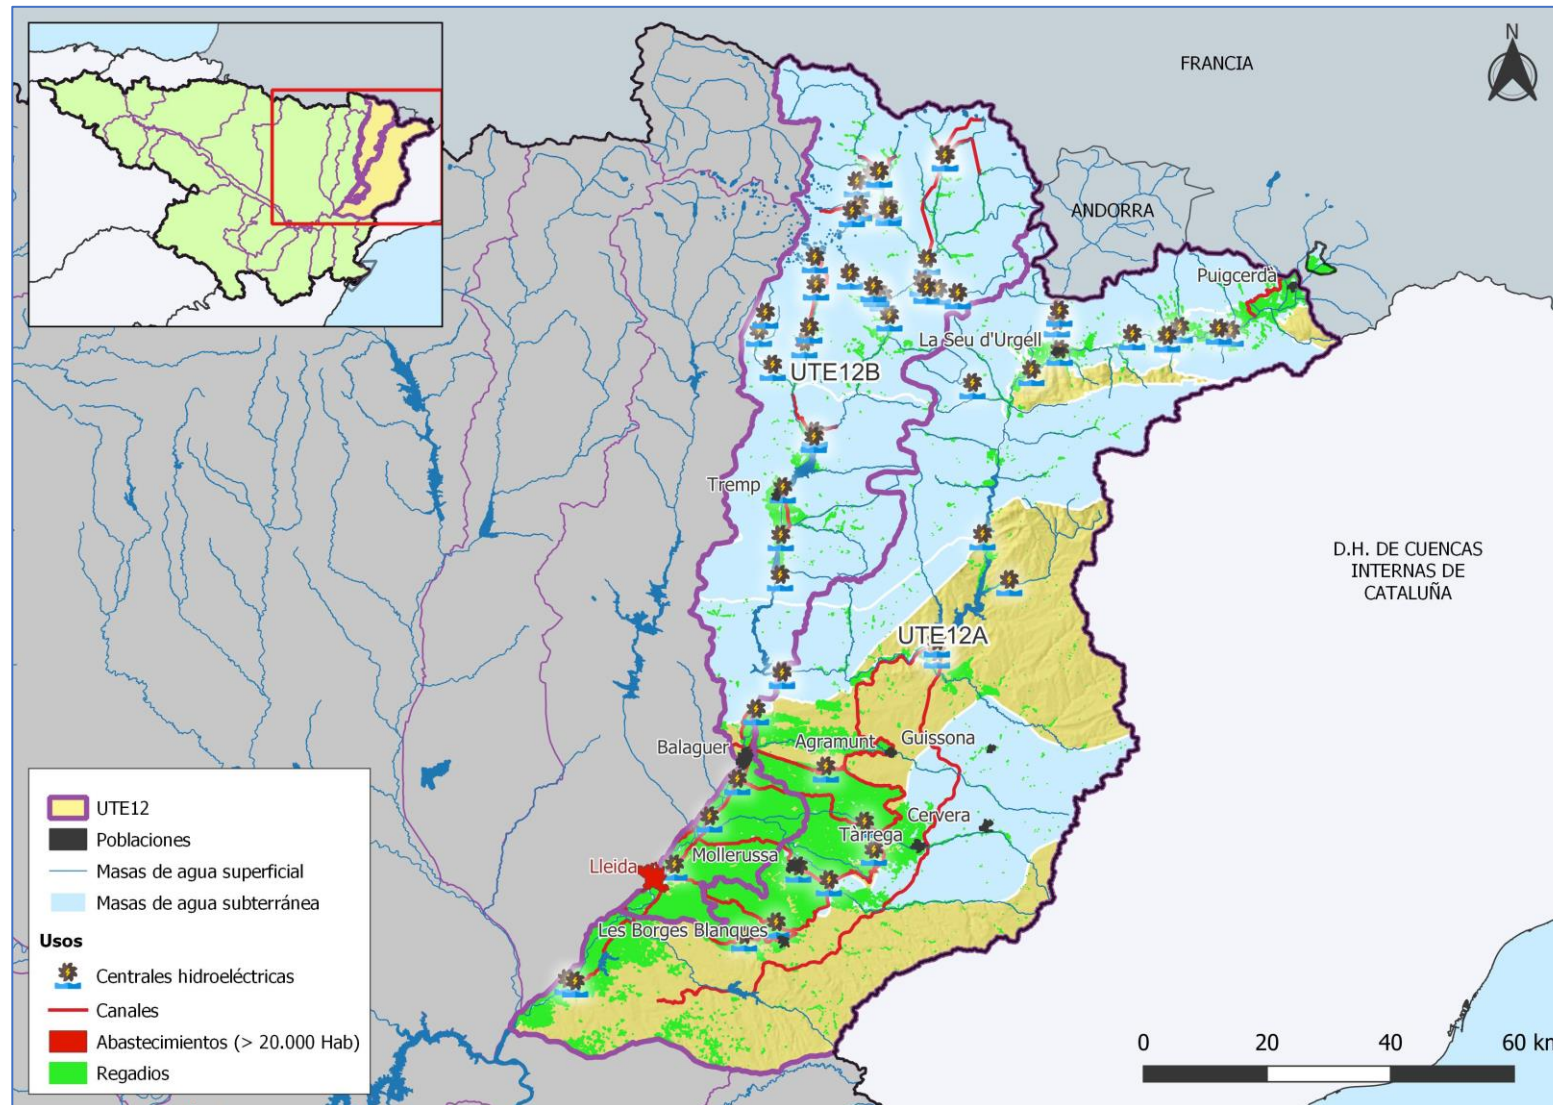 N
FRANCIA
ANDORRA
Puigcerdà
La Seu d'Urgell
UTE12B
Tremp
D.H. DE CUENCAS
INTERNAS DE
CATALUÑA
UTE12A
Balaguer
Agramunt
Guissona
Cervera
Tàrrega
Mollerussa
Lleida
Les Borges Blanques
UTE12
Poblaciones
Masas de agua superficial
Masas de agua subterránea
Usos
Centrales hidroeléctricas
Canales
Abastecimientos (> 20.000 Hab)
Regadios
0 20 40 60 km